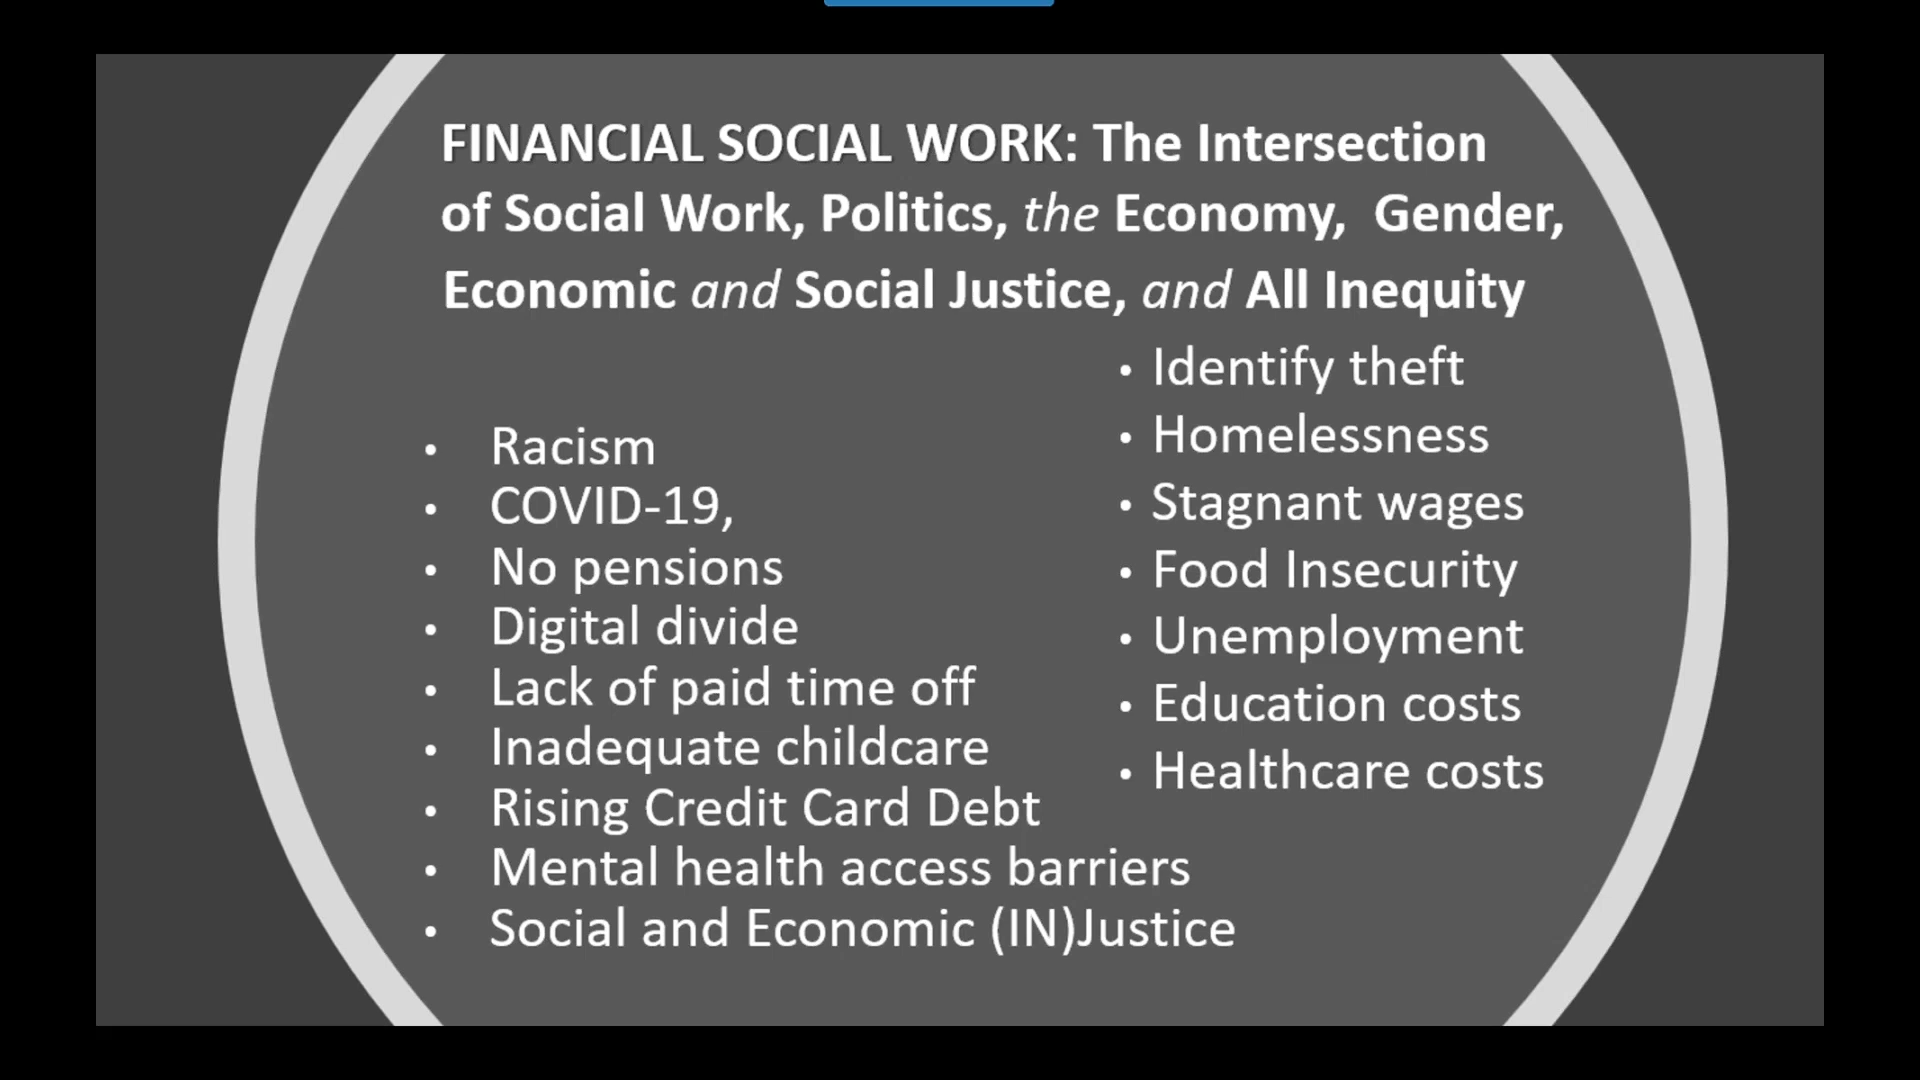 FINANCIAL SOCIAL WORK: The Intersection
of Social Work, Politics, the Economy,  Gender,
Economic and Social Justice, and All Inequity
• Racism
• COVID-19,
• No pensions
• Digital divide
• Lack of paid time off
• Inadequate childcare
• Rising Credit Card Debt
• Mental health access barriers
• Social and Economic (IN)Justice
• Identify theft
• Homelessness
• Stagnant wages
• Food Insecurity
• Unemployment
• Education costs
• Healthcare costs